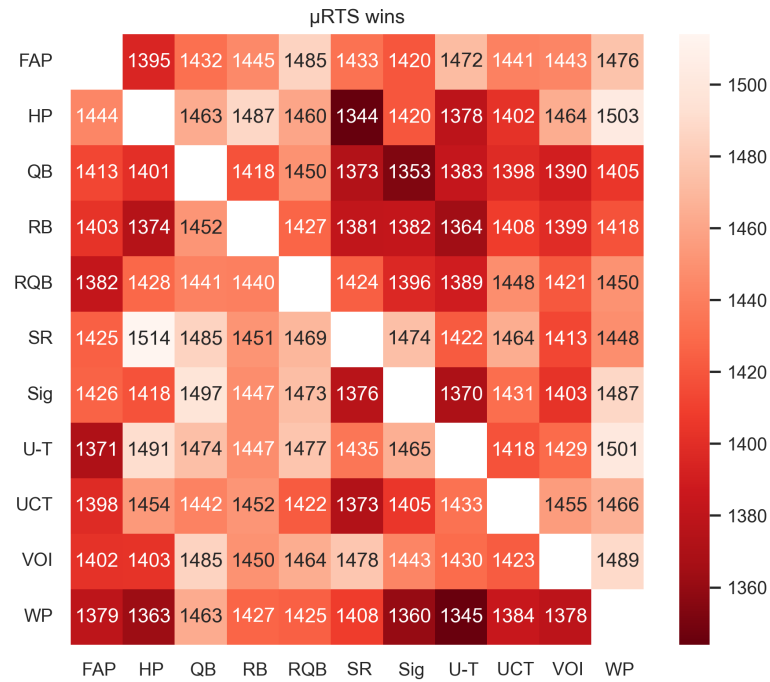 µRTS wins
FAP 1395 1432 1445 1485 1433 1420 1472 1441 1443 1476
HP 1444 1463 1487 1460 1344 1420 1378 1402 1464 1503
QB 1413 1401 1418 1450 1373 1353 1383 1398 1390 1405
RB 1403 1374 1452 1427 1381 1382 1364 1408 1399 1418
RQB 1382 1428 1441 1440 1424 1396 1389 1448 1421 1450
SR 1425 1514 1485 1451 1469 1474 1422 1464 1413 1448
Sig 1426 1418 1497 1447 1473 1376 1370 1431 1403 1487
U-T 1371 1491 1474 1447 1477 1435 1465 1418 1429 1501
UCT 1398 1454 1442 1452 1422 1373 1405 1433 1455 1466
VOI 1402 1403 1485 1450 1464 1478 1443 1430 1423 1489
WP 1379 1363 1463 1427 1425 1408 1360 1345 1384 1378
FAP HP QB RB RQB SR Sig U-T UCT VOI WP
1500
1480
1460
1440
1420
1400
1380
1360